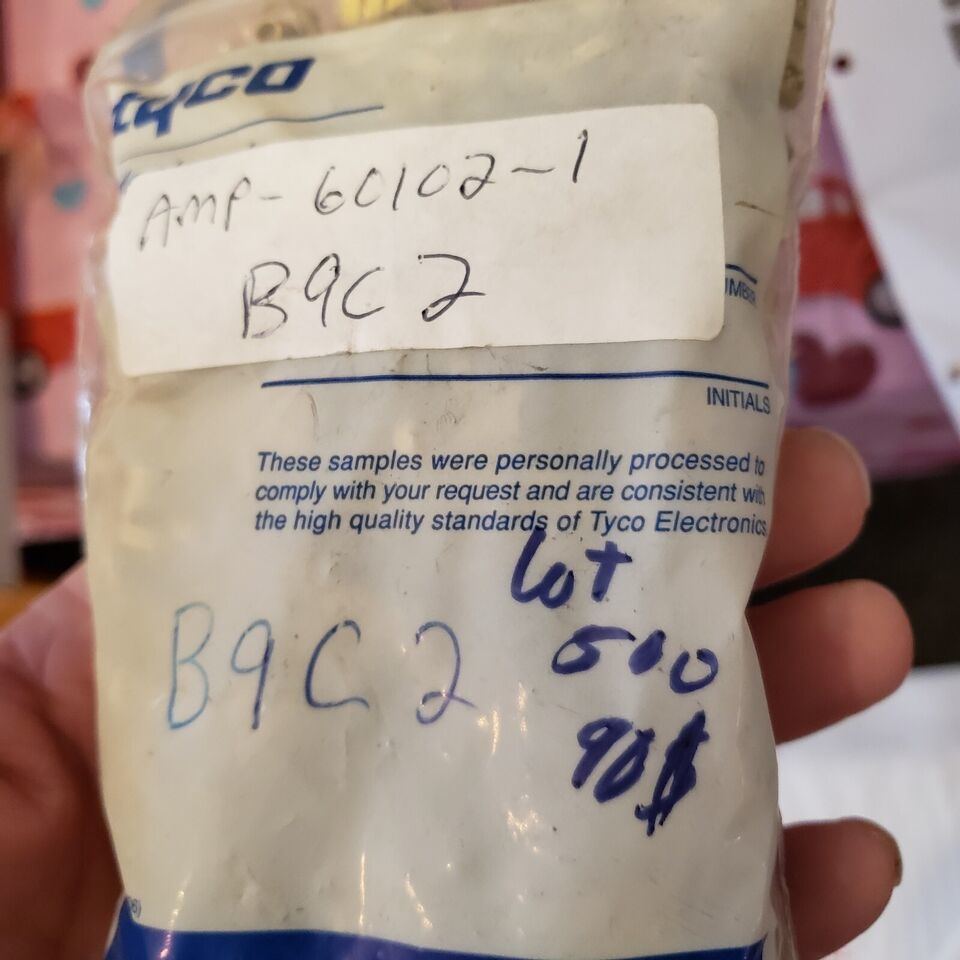 tyco
AMP- 60102-1
B9C2
INITIALS
These samples were personally processed to
comply with your request and are consistent with
the high quality standards of Tyco Electronics
Lot
B9C2
500
90$